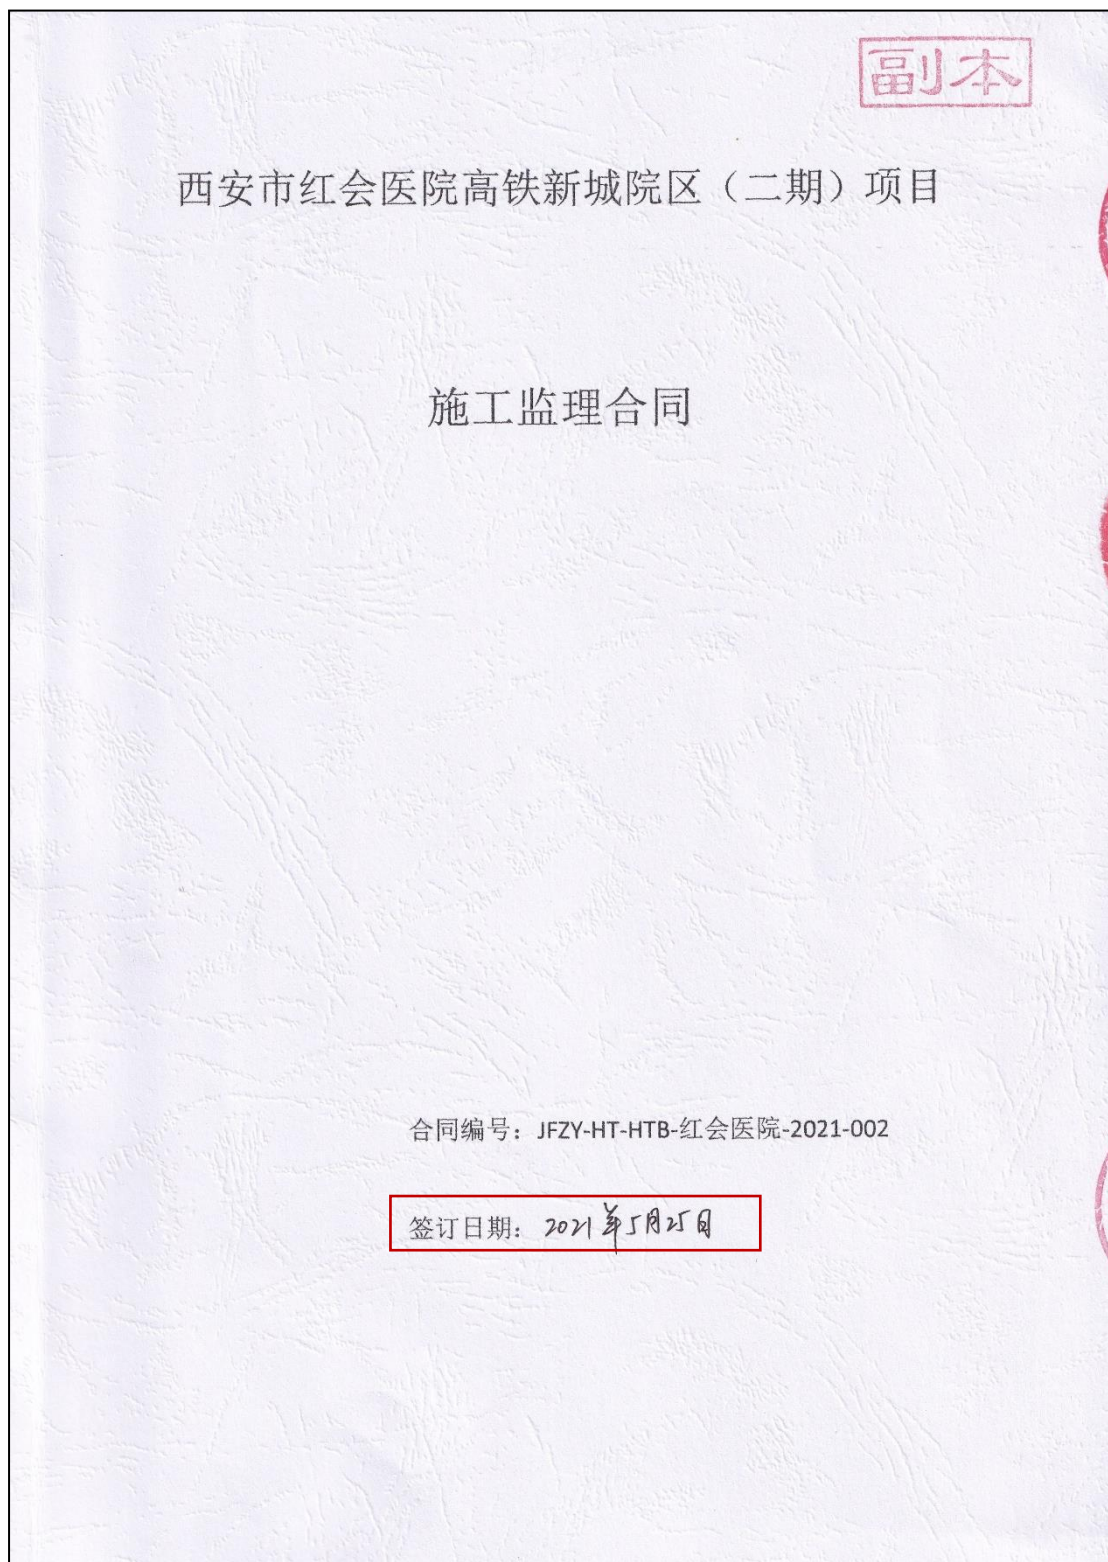 副本
西安市红会医院高铁新城院区（二期）项目
施工监理合同
合同编号：JFZY-HT-HTB-红会医院-2021-002
签订日期：2021年5月25日